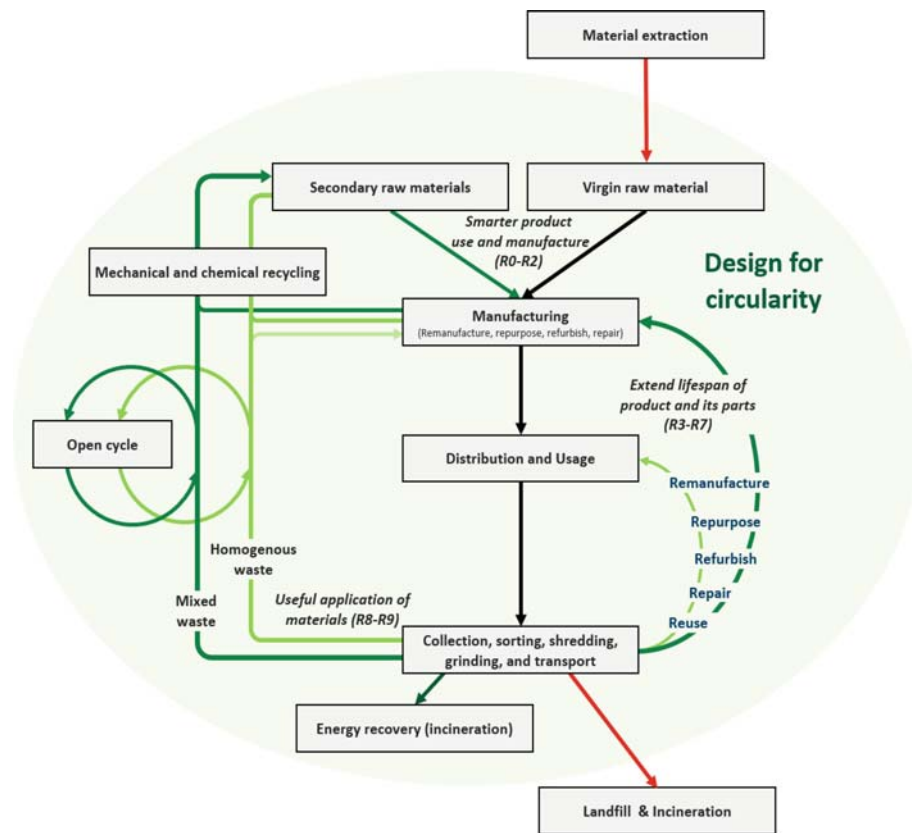 Material extraction
Secondary raw materials
Virgin raw material
Smarter product
use and manufacture
(R0-R2)
Mechanical and chemical recycling
Design for
circularity
Manufacturing
(Remanufacture, repurpose, refurbish, repair)
Extend lifespan of
product and its parts
(R3-R7)
Open cycle
Distribution and Usage
Remanufacture
Repurpose
Refurbish
Repair
Reuse
Homogenous
waste
Mixed
waste
Useful application of
materials (R8-R9)
Collection, sorting, shredding,
grinding, and transport
Energy recovery (incineration)
Landfill & Incineration